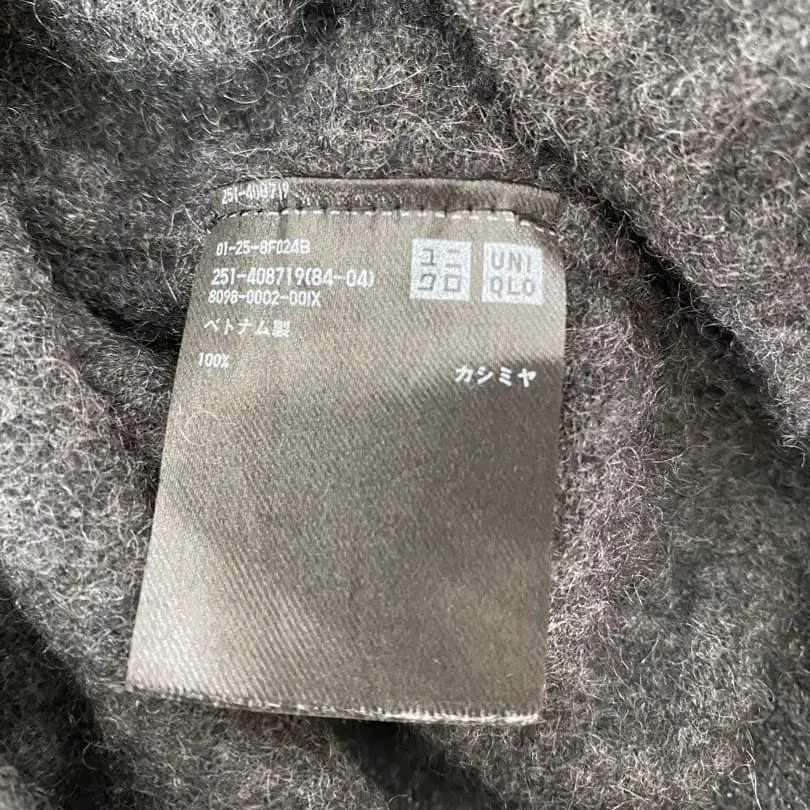 251-408719
01-25-8F024B
251-408719(84-04)
8098-0002-00IX
ベトナム製
100% カシミヤ
ユニ
クロ
UNI
QLO